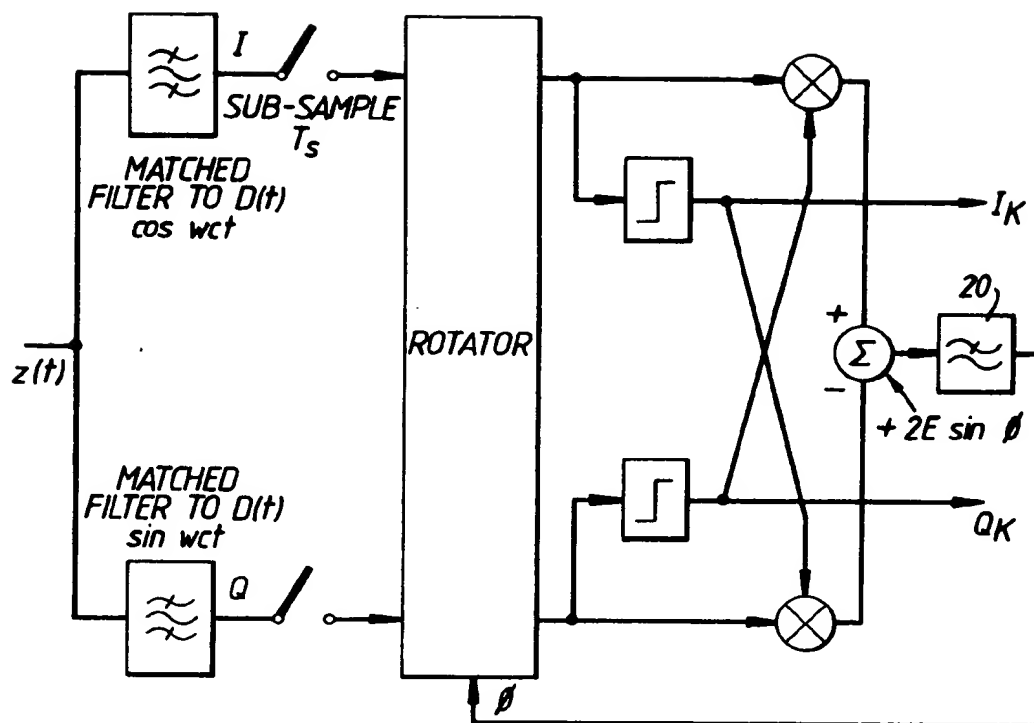 I
SUB-SAMPLE
Ts
MATCHED
FILTER TO D(t)
cos wct
ROTATOR
z(t)
MATCHED
FILTER TO D(t)
sin wct
Q
IK
20
+
Σ
-
+ 2E sin ø
QK
ø